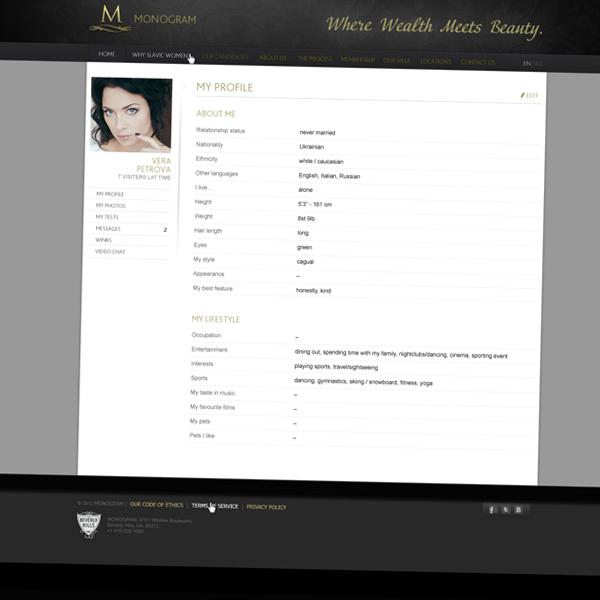 M MONOGRAM
Where Wealth Meets Beauty.
HOME WHY SLAVIC WOMEN OUR CANDIDATES ABOUT US THE PROCESS MEMBERSHIP OUR VILLA LOCATIONS CONTACT US EN
MY PROFILE
EDIT
VERA
PETROVA
7 VISITERS LAT TIME
MY PROFILE
MY PHOTOS
MY TESTS
MESSAGES 2
WINKS
VIDEO CHAT
ABOUT ME
Relationship status never married
Nationality Ukrainian
Ethnicity white / caucasian
Other languages English, Italian, Russian
I live... alone
Height 5'3" - 161 cm
Weight 8st 9lb
Hair length long
Eyes green
My style cagual
Appearance –
My best feature honestly, kind
MY LIFESTYLE
Occupation –
Entertainment dining out, spending time with my family, nightclubs/dancing, cinema, sporting event
Interests playing sports, travel/sightseeing
Sports dancing, gymnastics, skiing / snowboard, fitness, yoga
My taste in music –
My favourite films –
My pets –
Pets I like –
© 2012 MONOGRAM | OUR CODE OF ETHICS | TERMS OF SERVICE | PRIVACY POLICY
BEVERLY HILLS
MONOGRAM, Wilshire Boulevard
Beverly Hills, CA,